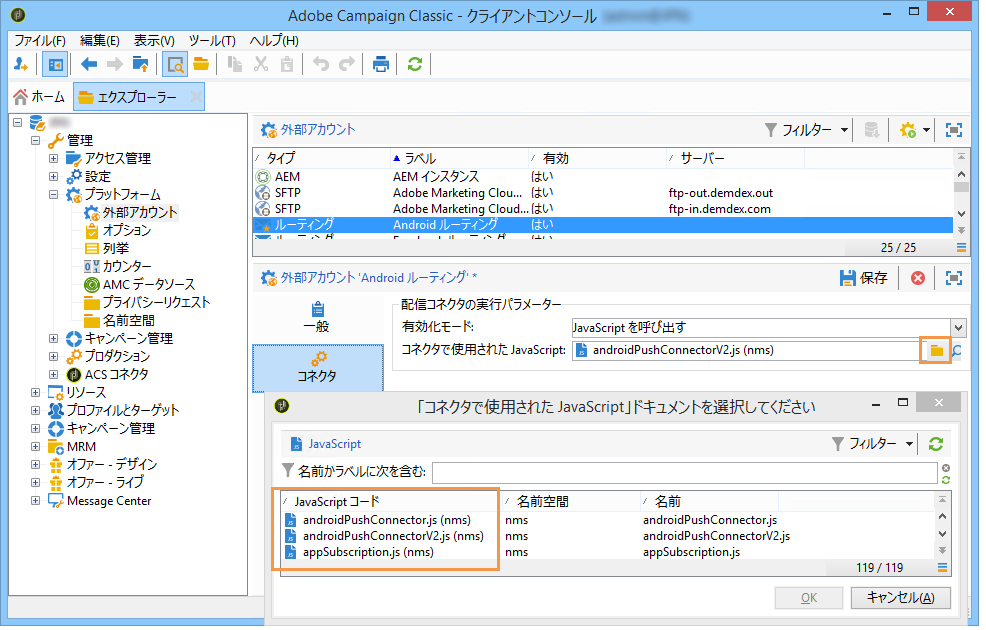 Adobe Campaign Classic - クライアントコンソール
ファイル(F) 編集(E) 表示(V) ツール(T) ヘルプ(H)
ホーム エクスプローラー
管理
アクセス管理
設定
プラットフォーム
外部アカウント
オプション
列挙
カウンター
AMC データソース
プライバシーリクエスト
名前空間
キャンペーン管理
プロダクション
ACS コネクタ
リソース
プロファイルとターゲット
キャンペーン管理
MRM
オファー - デザイン
オファー - ライブ
Message Center
外部アカウント フィルター
タイプ ラベル 有効 サーバー
AEM AEM インスタンス はい
SFTP Adobe Marketing Clou... はい ftp-out.demdex.out
SFTP Adobe Marketing Clou... はい ftp-in.demdex.com
ルーティング Android ルーティング はい
25 / 25
外部アカウント 'Android ルーティング' * 保存
一般
コネクタ
配信コネクタの実行パラメーター
有効化モード: JavaScript を呼び出す
コネクタで使用された JavaScript: androidPushConnectorV2.js (nms)
「コネクタで使用された JavaScript」ドキュメントを選択してください
JavaScript フィルター
名前かラベルに次を含む:
JavaScript コード 名前空間 名前
androidPushConnector.js (nms) nms androidPushConnector.js
androidPushConnectorV2.js (nms) nms androidPushConnectorV2.js
appSubscription.js (nms) nms appSubscription.js
119 / 119
OK キャンセル(A)